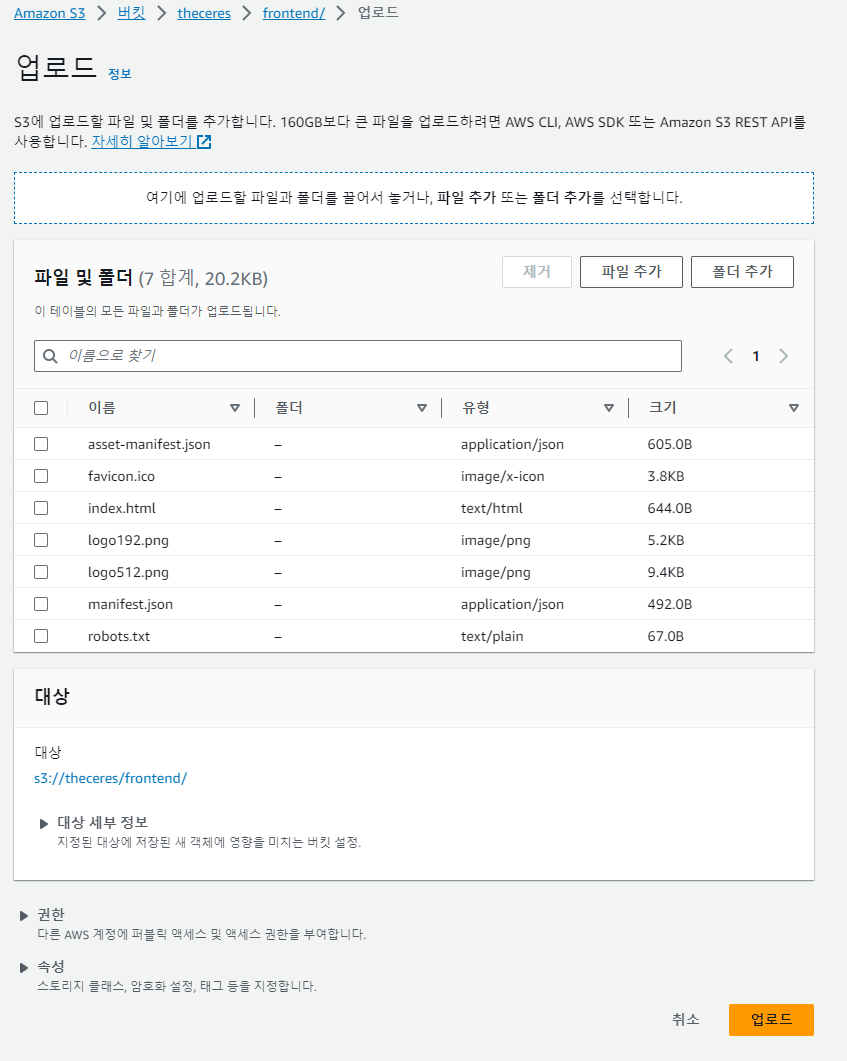 Amazon S3 > 버킷 > theceres > frontend/ > 업로드
업로드 정보
S3에 업로드할 파일 및 폴더를 추가합니다. 160GB보다 큰 파일을 업로드하려면 AWS CLI, AWS SDK 또는 Amazon S3 REST API를
사용합니다. 자세히 알아보기
여기에 업로드할 파일과 폴더를 끌어서 놓거나, 파일 추가 또는 폴더 추가를 선택합니다.
파일 및 폴더 (7 합계, 20.2KB) 제거 파일 추가 폴더 추가
이 테이블의 모든 파일과 폴더가 업로드됩니다.
이름으로 찾기 < 1 >
이름 폴더 유형 크기
asset-manifest.json – application/json 605.0B
favicon.ico – image/x-icon 3.8KB
index.html – text/html 644.0B
logo192.png – image/png 5.2KB
logo512.png – image/png 9.4KB
manifest.json – application/json 492.0B
robots.txt – text/plain 67.0B
대상
대상
s3://theceres/frontend/
대상 세부 정보
지정된 대상에 저장된 새 객체에 영향을 미치는 버킷 설정.
권한
다른 AWS 계정에 퍼블릭 액세스 및 액세스 권한을 부여합니다.
속성
스토리지 클래스, 암호화 설정, 태그 등을 지정합니다.
취소 업로드